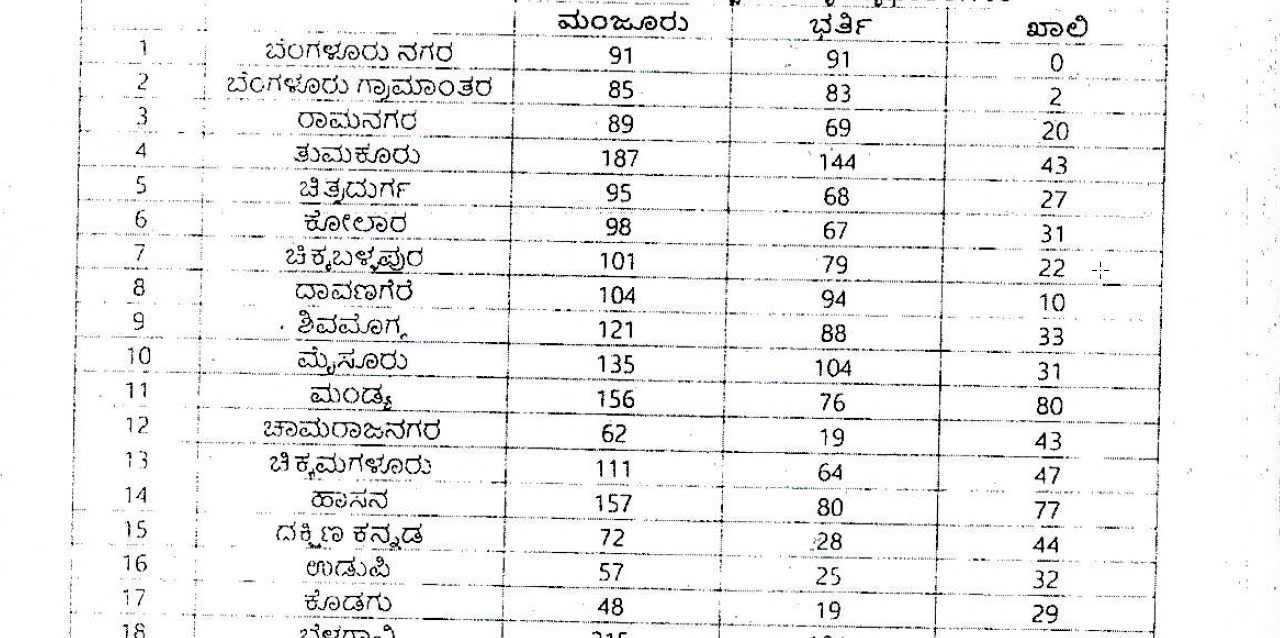 ಮಂಜೂರು ಭರ್ತಿ ಖಾಲಿ
1 ಬೆಂಗಳೂರು ನಗರ 91 91 0
2 ಬೆಂಗಳೂರು ಗ್ರಾಮಾಂತರ 85 83 2
3 ರಾಮನಗರ 89 69 20
4 ತುಮಕೂರು 187 144 43
5 ಚಿತ್ರದುರ್ಗ 95 68 27
6 ಕೋಲಾರ 98 67 31
7 ಚಿಕ್ಕಬಳ್ಳಪುರ 101 79 22
8 ದಾವಣಗೆರೆ 104 94 10
9 ಶಿವಮೊಗ್ಗ 121 88 33
10 ಮೈಸೂರು 135 104 31
11 ಮಂಡ್ಯ 156 76 80
12 ಚಾಮರಾಜನಗರ 62 19 43
13 ಚಿಕ್ಕಮಗಳೂರು 111 64 47
14 ಹಾಸನ 157 80 77
15 ದಕ್ಷಿಣ ಕನ್ನಡ 72 28 44
16 ಉಡುಪಿ 57 25 32
17 ಕೊಡಗು 48 19 29
18